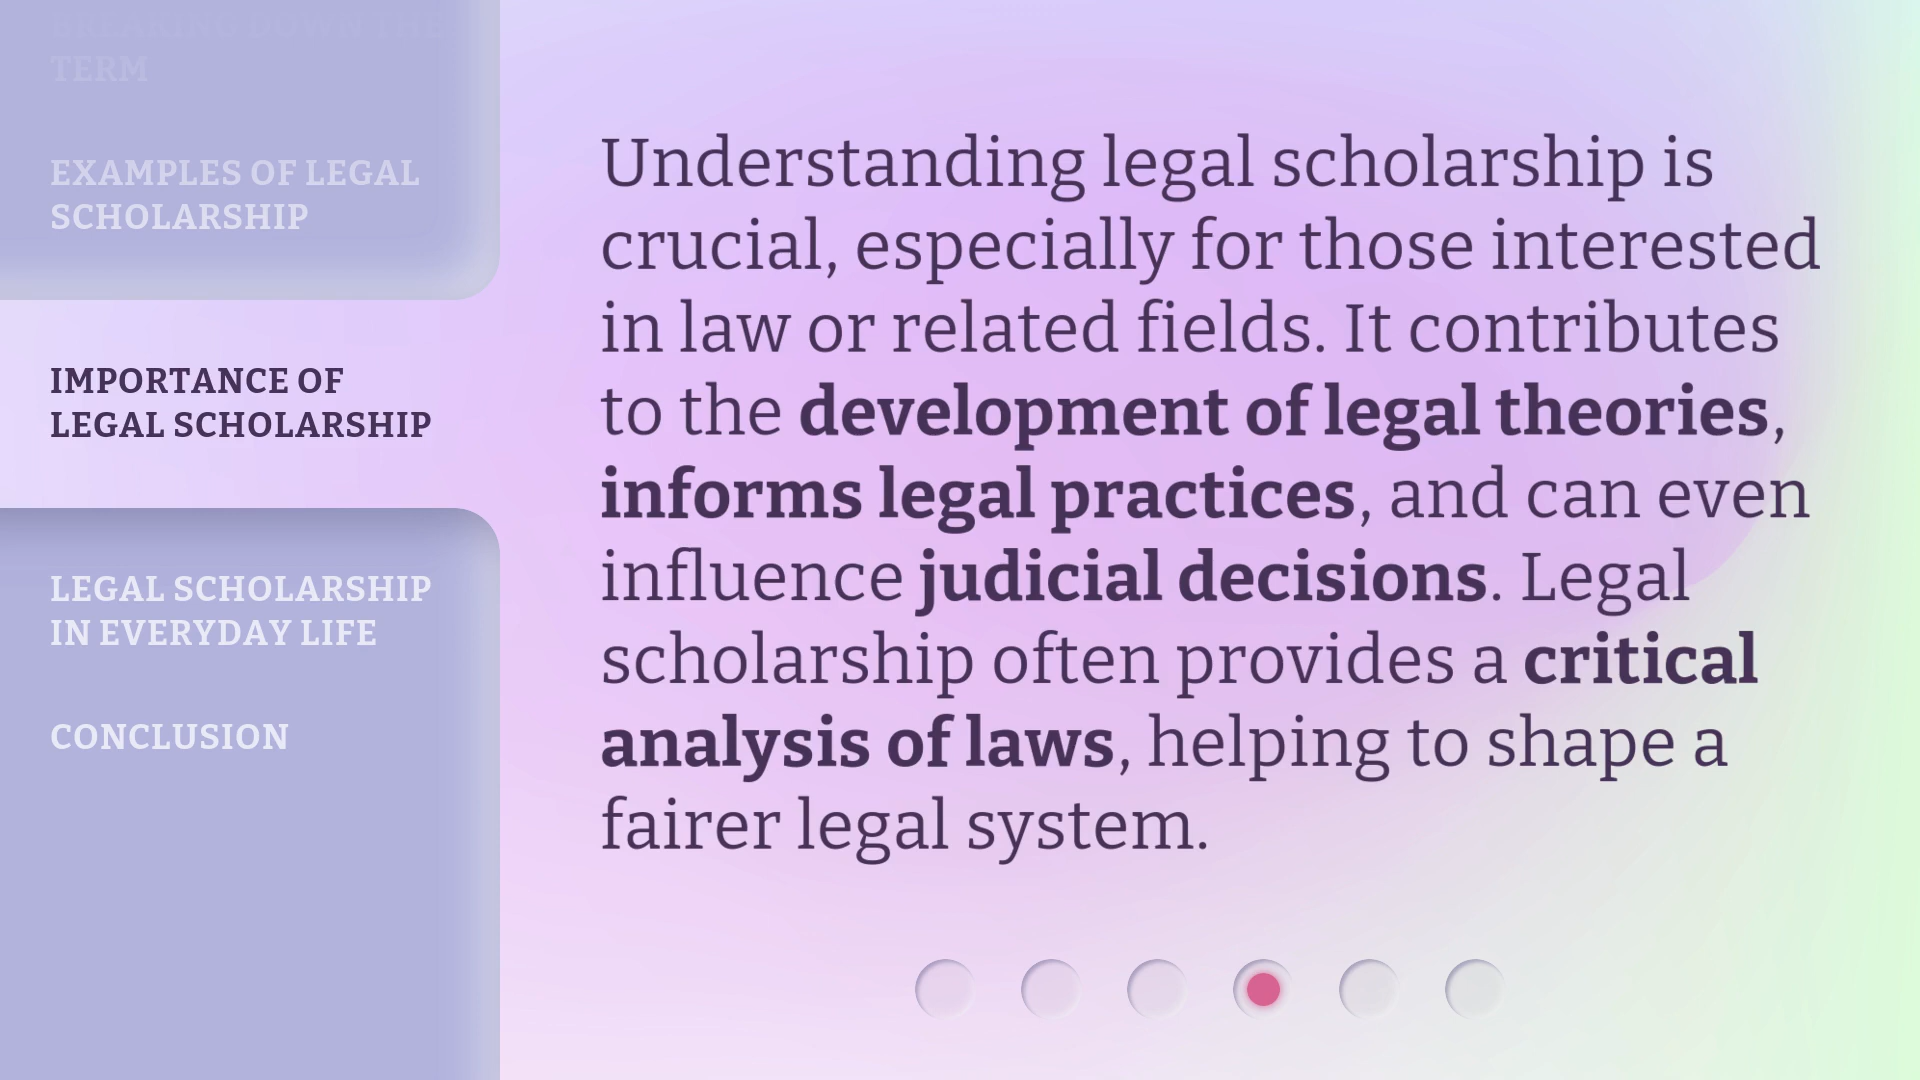 BREAKING DOWN THE
TERM
EXAMPLES OF LEGAL
SCHOLARSHIP
IMPORTANCE OF
LEGAL SCHOLARSHIP
LEGAL SCHOLARSHIP
IN EVERYDAY LIFE
CONCLUSION
Understanding legal scholarship is
crucial, especially for those interested
in law or related fields. It contributes
to the development of legal theories,
informs legal practices, and can even
influence judicial decisions. Legal
scholarship often provides a critical
analysis of laws, helping to shape a
fairer legal system.